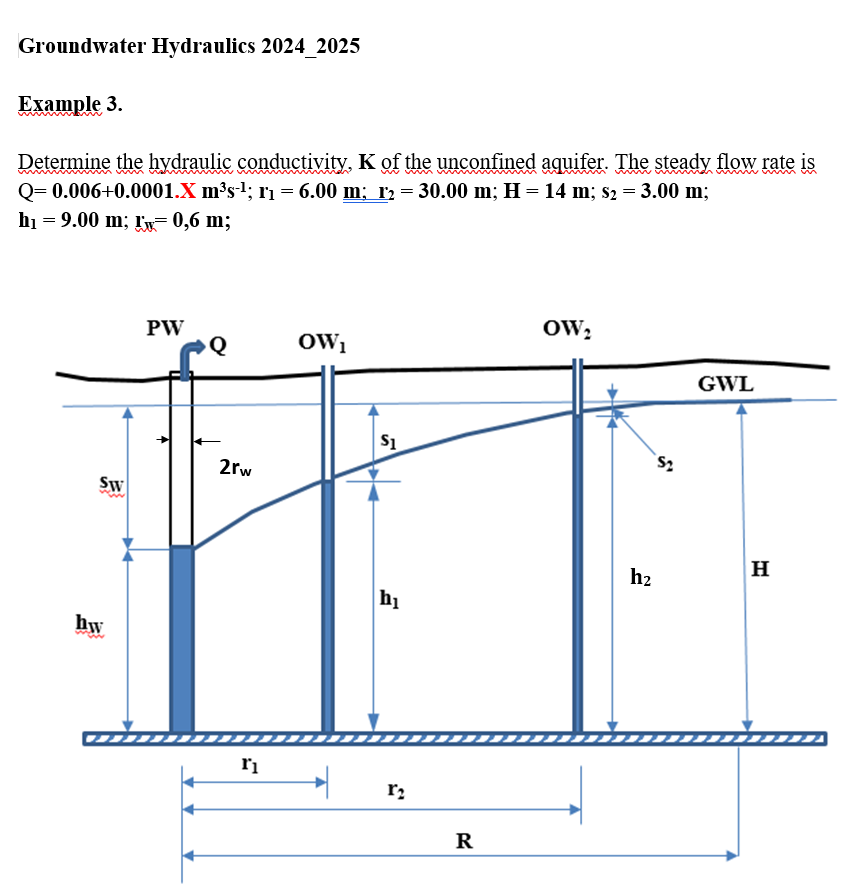 Groundwater Hydraulics 2024_2025
Example 3.
Determine the hydraulic conductivity, K of the unconfined aquifer. The steady flow rate is
Q= 0.006+0.0001.X m³s⁻¹; r₁ = 6.00 m; r₂ = 30.00 m; H = 14 m; s₂ = 3.00 m;
h₁ = 9.00 m; rw= 0,6 m;
PW
Q
OW₁
OW₂
GWL
s₁
2rw
s₂
sw
H
h₂
h₁
hw
r₁
r₂
R